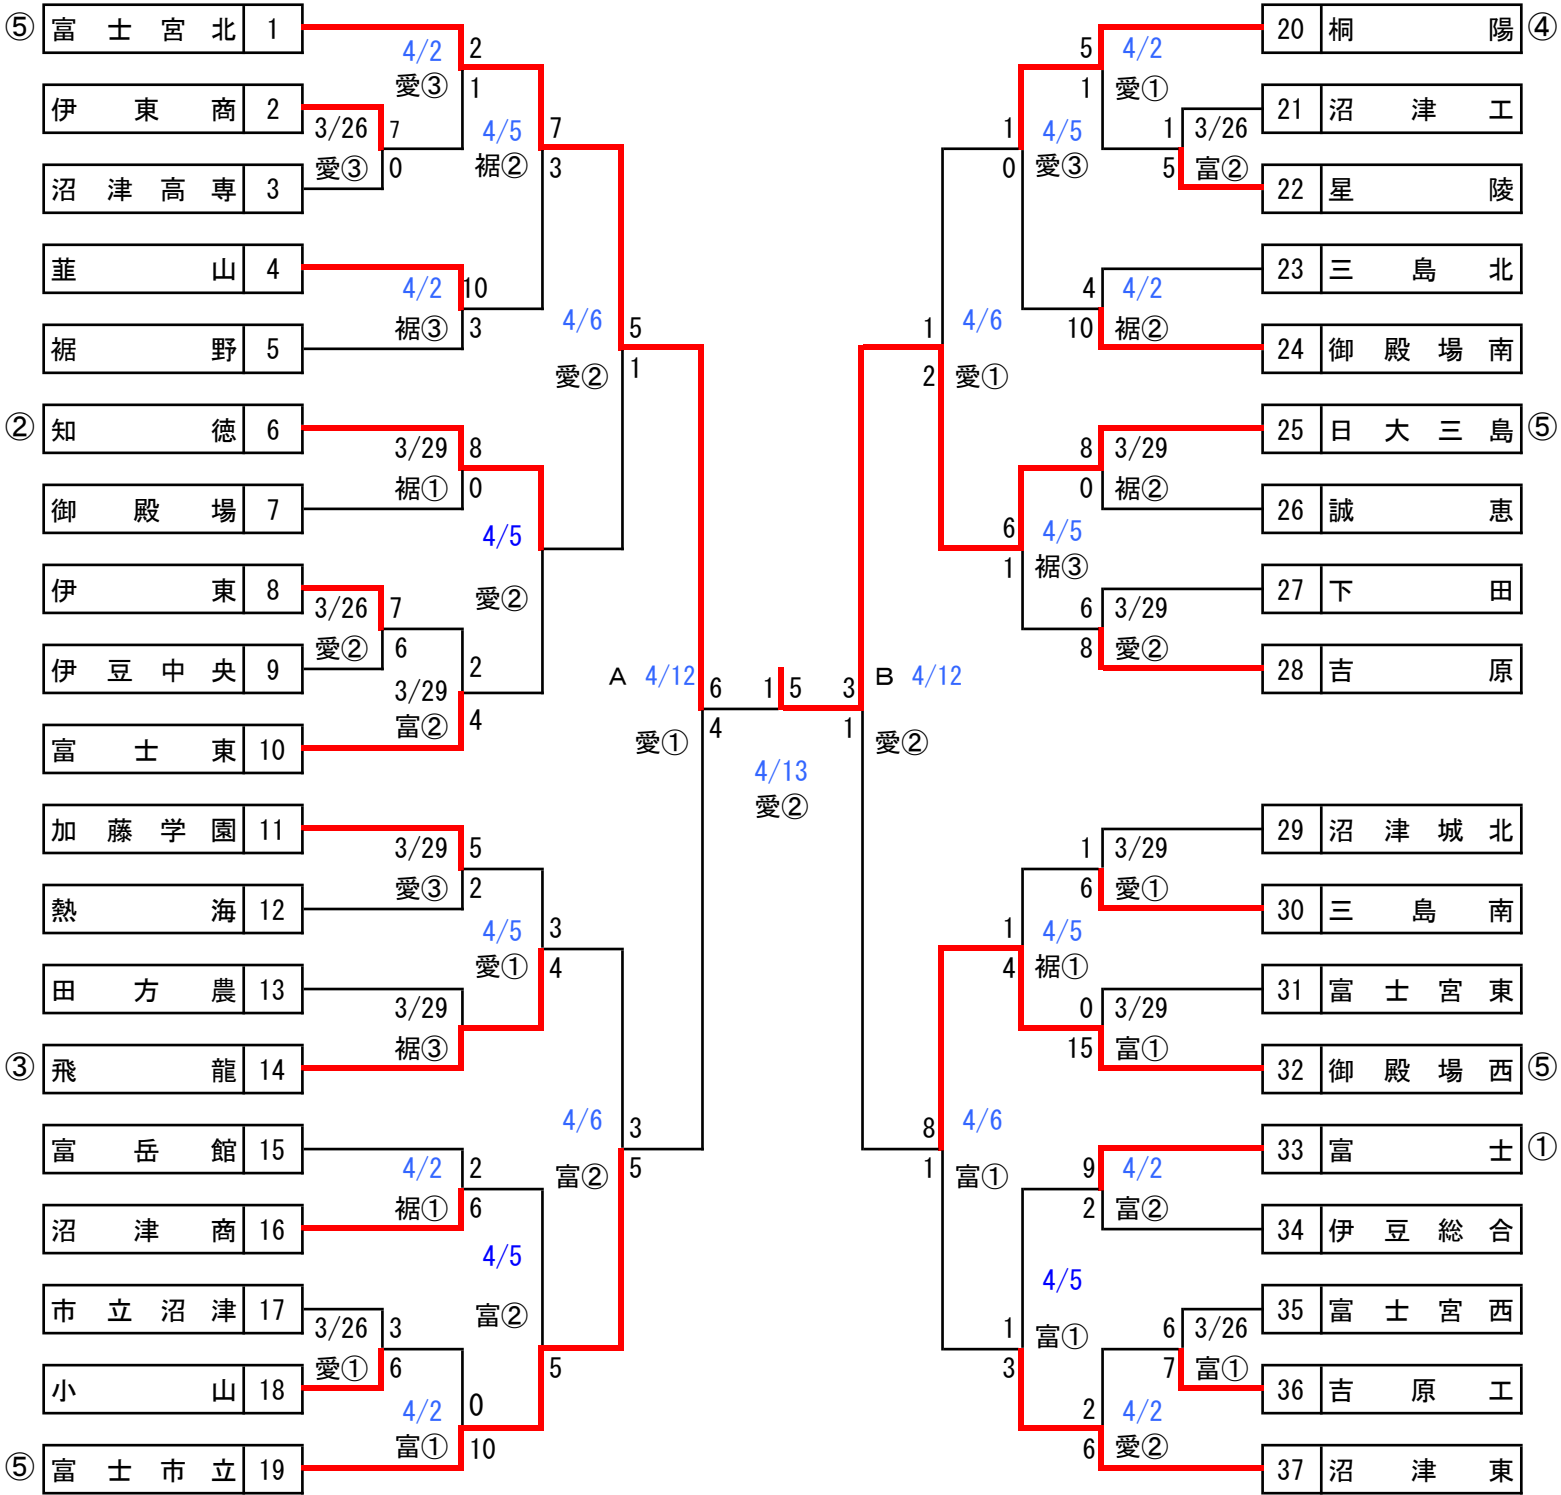 ⑤ 富士宮北 1
4/2 2
愛③ 1
伊東商 2
3/26 7
愛③ 0
4/5 7
裾② 3
沼津高専 3
韮山 4
4/2 10
裾③ 3
裾野 5
4/6 5
愛② 1
② 知徳 6
3/29 8
裾① 0
御殿場 7
4/5
愛②
伊東 8
3/26 7
愛② 6
伊豆中央 9
3/29 2
富② 4
富士東 10
A 4/12 6
愛① 4
加藤学園 11
3/29 5
愛③ 2
熱海 12
4/5 3
愛① 4
田方農 13
3/29
裾③
③ 飛龍 14
4/6 3
富② 5
富岳館 15
4/2 2
裾① 6
沼津商 16
4/5
富② 5
市立沼津 17
3/26 3
愛① 6
小山 18
4/2 0
富① 10
⑤ 富士市立 19
1 5
4/13
愛②
20 桐陽 ④
5 4/2
1 愛①
21 沼津工
1 3/26
5 富②
1 4/5
0 愛③
22 星陵
23 三島北
4 4/2
10 裾②
24 御殿場南
1 4/6
2 愛①
25 日大三島 ⑤
8 3/29
0 裾②
26 誠恵
6 4/5
1 裾③
27 下田
6 3/29
8 愛②
28 吉原
3 B 4/12
1 愛②
29 沼津城北
1 3/29
6 愛①
30 三島南
1 4/5
4 裾①
31 富士宮東
0 3/29
15 富①
32 御殿場西 ⑤
8 4/6
1 富①
33 富士 ①
9 4/2
2 富②
34 伊豆総合
4/5
1 富①
3
35 富士宮西
6 3/26
7 富①
36 吉原工
2 4/2
6 愛②
37 沼津東